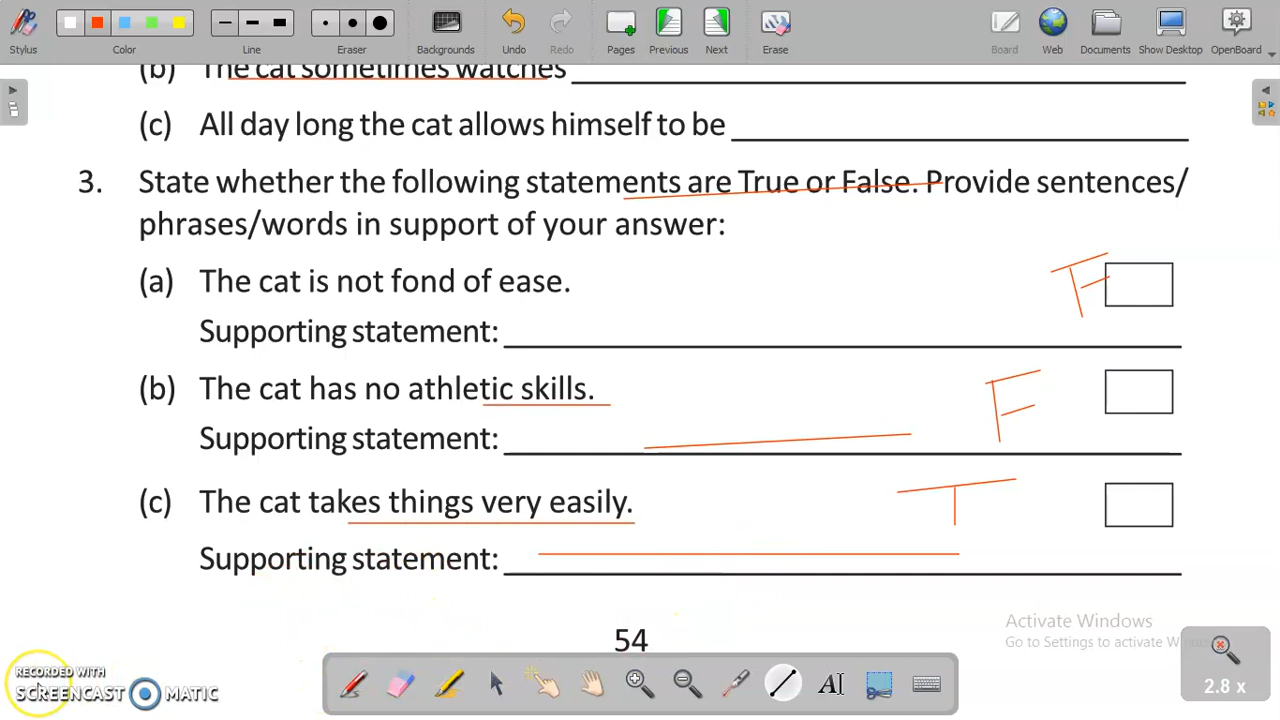 Stylus
Color
Line
Eraser
Backgrounds
Undo
Redo
Pages
Previous
Next
Erase
Board
Web
Documents
Show Desktop
OpenBoard
(b) The cat sometimes watches
(c) All day long the cat allows himself to be
3. State whether the following statements are True or False. Provide sentences/
phrases/words in support of your answer:
(a) The cat is not fond of ease. F
Supporting statement:
(b) The cat has no athletic skills. F
Supporting statement:
(c) The cat takes things very easily. T
Supporting statement:
Activate Windows
54
Go to Settings to activate
RECORDED WITH
SCREENCAST MATIC
2.8 x